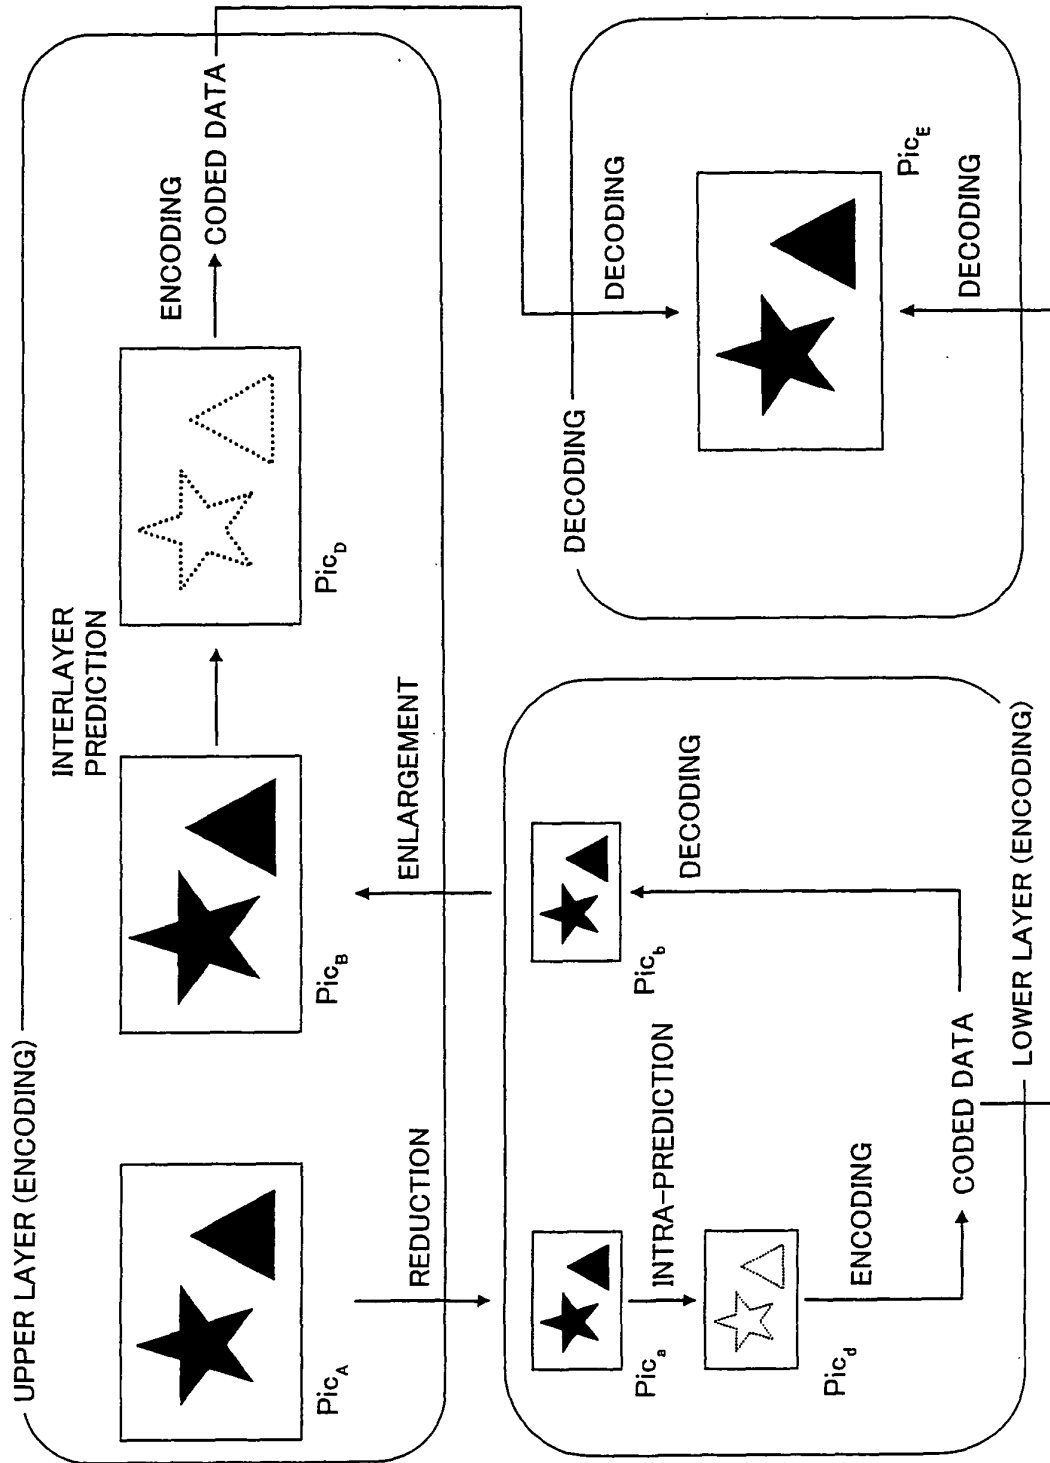 UPPER LAYER (ENCODING)
Pic_A
REDUCTION
Pic_B
ENLARGEMENT
INTERLAYER
PREDICTION
Pic_D
ENCODING
CODED DATA
Pic_a
INTRA-PREDICTION
Pic_d
ENCODING
CODED DATA
DECODING
Pic_b
LOWER LAYER (ENCODING)
DECODING
DECODING
Pic_E
DECODING